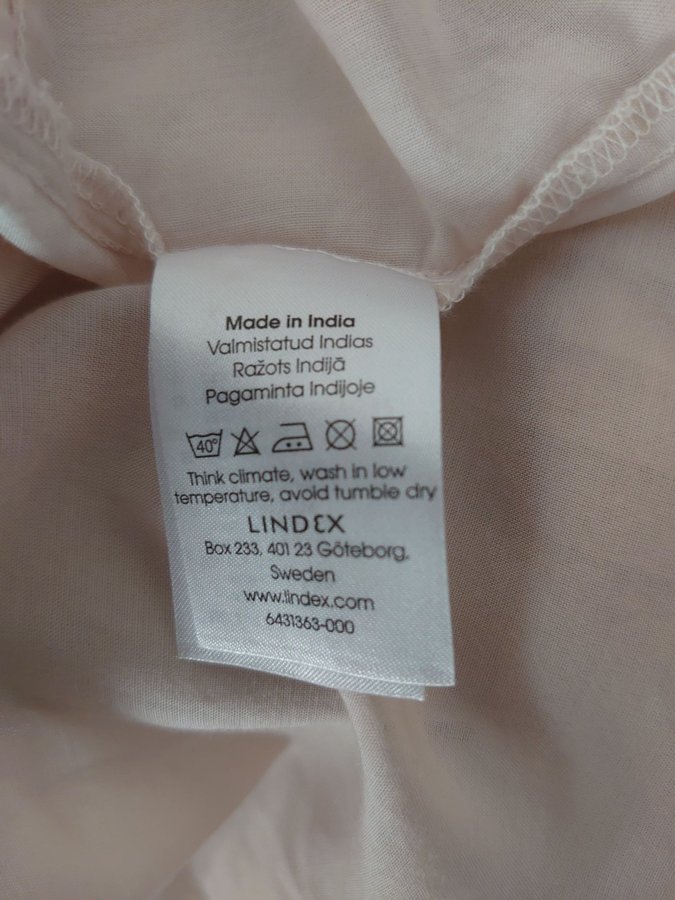 Made in India
Valmistatud Indias
Ražots Indijā
Pagaminta Indijoje
40°
Think climate, wash in low
temperature, avoid tumble dry
LINDEX
Box 233, 401 23 Göteborg,
Sweden
www.lindex.com
6431363-000